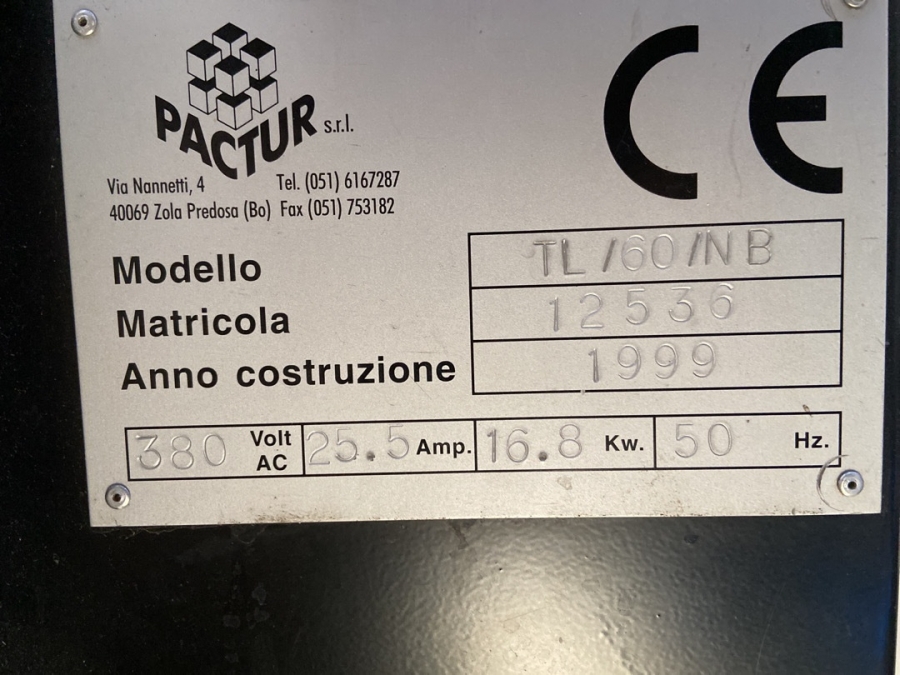 PACTUR s.r.l.
Via Nannetti, 4 Tel. (051) 6167287
40069 Zola Predosa (Bo) Fax (051) 753182
CE
Modello TL/60/NB
Matricola 12536
Anno costruzione 1999
380 Volt AC 25.5 Amp. 16.8 Kw. 50 Hz.